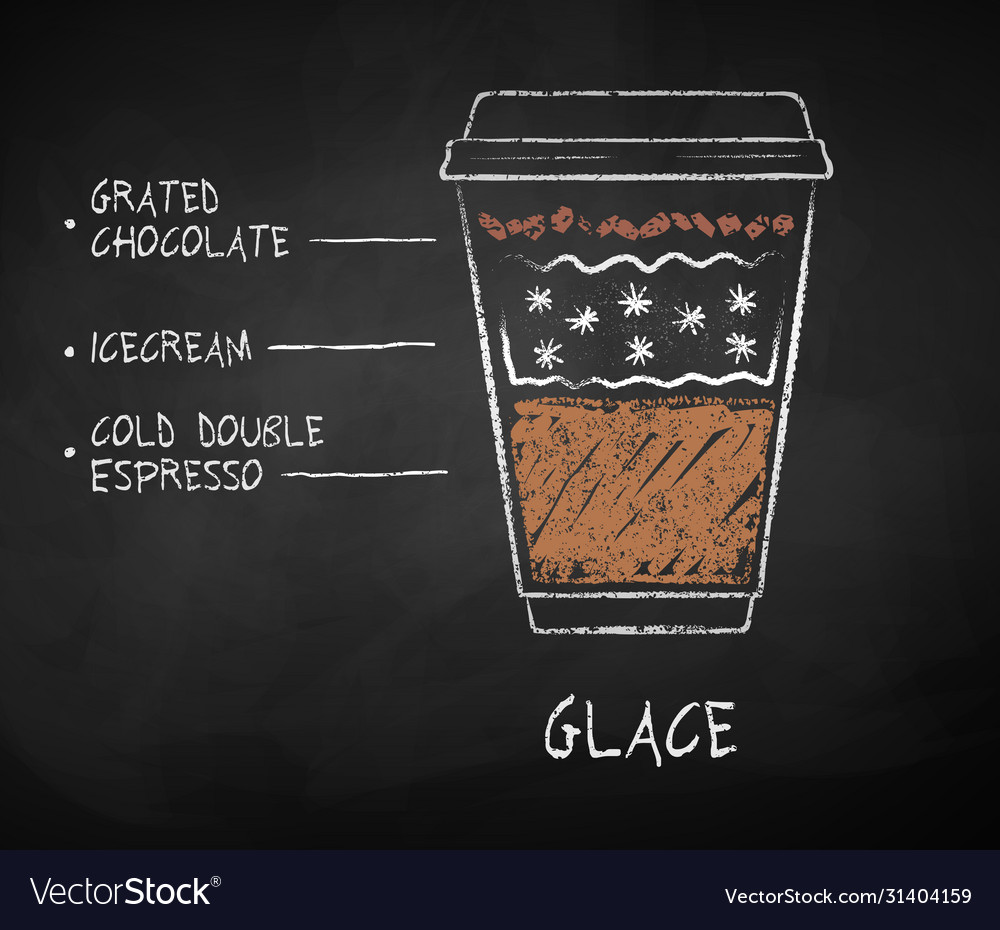 GRATED
CHOCOLATE
ICECREAM
COLD DOUBLE
ESPRESSO
GLACE
VectorStock®
VectorStock.com/31404159